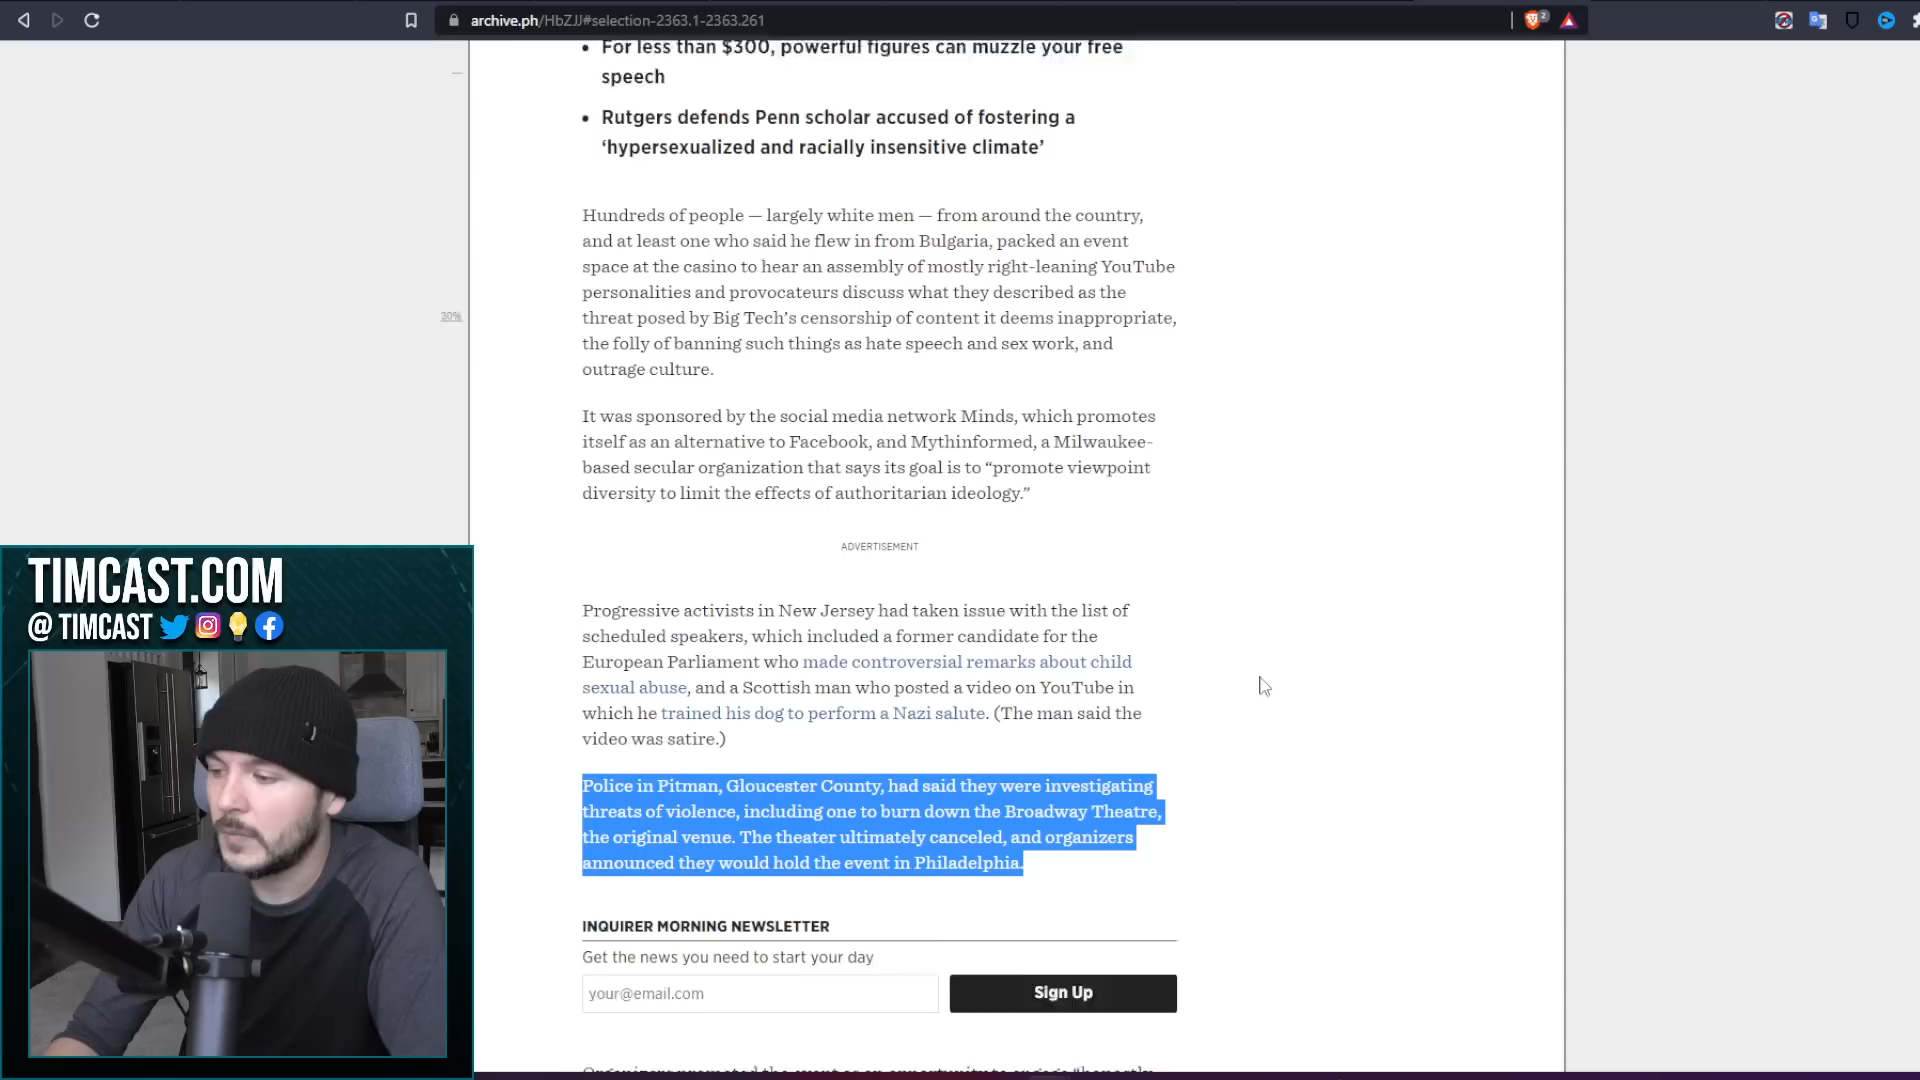 archive.ph/HbZJJ#selection-2363.1-2363.261
2
• For less than $300, powerful figures can muzzle your free
speech
• Rutgers defends Penn scholar accused of fostering a
‘hypersexualized and racially insensitive climate’
Hundreds of people — largely white men — from around the country,
and at least one who said he flew in from Bulgaria, packed an event
space at the casino to hear an assembly of mostly right-leaning YouTube
personalities and provocateurs discuss what they described as the
30%
threat posed by Big Tech’s censorship of content it deems inappropriate,
the folly of banning such things as hate speech and sex work, and
outrage culture.
It was sponsored by the social media network Minds, which promotes
itself as an alternative to Facebook, and Mythinformed, a Milwaukee-
based secular organization that says its goal is to “promote viewpoint
diversity to limit the effects of authoritarian ideology.”
ADVERTISEMENT
Progressive activists in New Jersey had taken issue with the list of
scheduled speakers, which included a former candidate for the
European Parliament who made controversial remarks about child
sexual abuse, and a Scottish man who posted a video on YouTube in
which he trained his dog to perform a Nazi salute. (The man said the
video was satire.)
Police in Pitman, Gloucester County, had said they were investigating
threats of violence, including one to burn down the Broadway Theatre,
the original venue. The theater ultimately canceled, and organizers
announced they would hold the event in Philadelphia.
INQUIRER MORNING NEWSLETTER
Get the news you need to start your day
your@email.com
Sign Up
TIMCAST.COM
@ TIMCAST